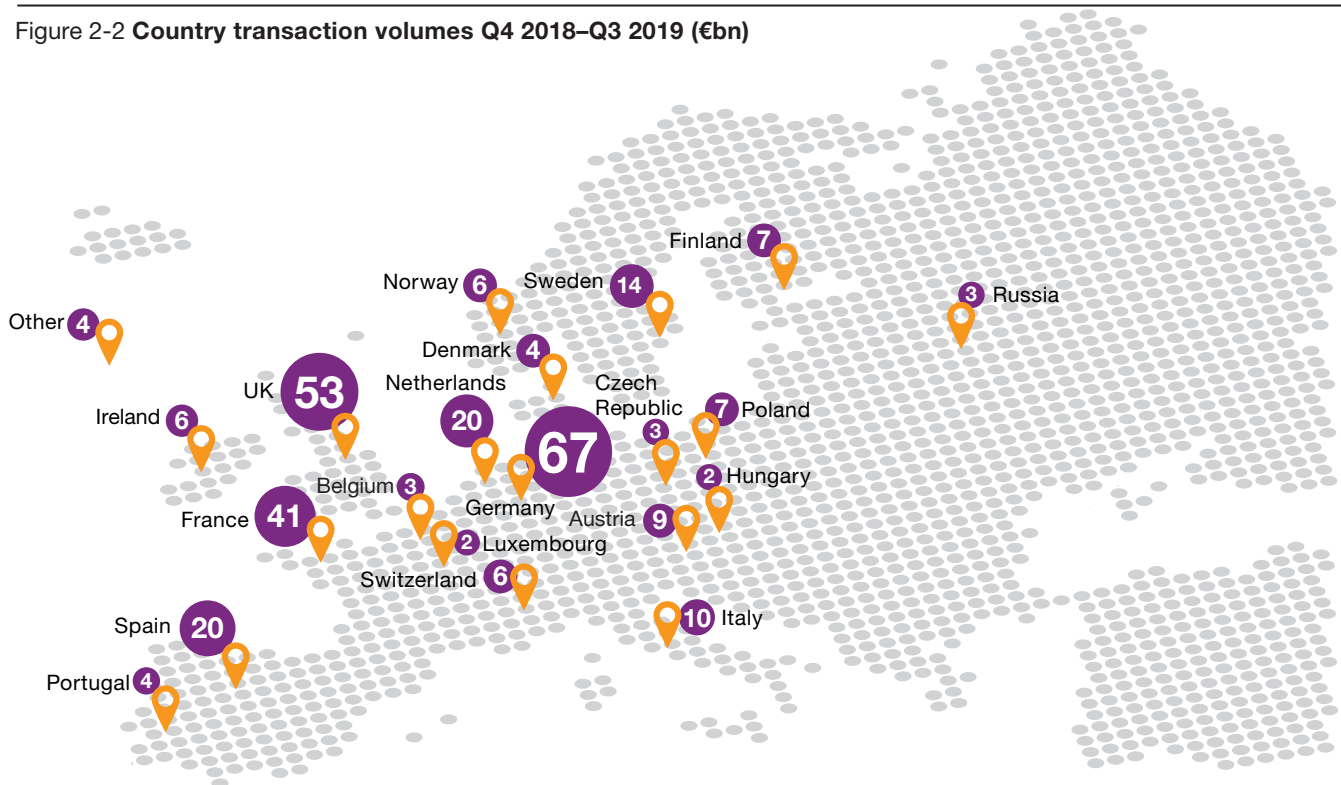 Figure 2-2 Country transaction volumes Q4 2018–Q3 2019 (€bn)
Finland 7
Norway 6
Sweden 14
3 Russia
Other 4
Denmark 4
UK 53
Netherlands
20
Czech
Republic
3
7 Poland
Ireland 6
67
Germany
2 Hungary
Belgium 3
France 41
Austria 9
2 Luxembourg
Switzerland 6
10 Italy
Spain 20
Portugal 4